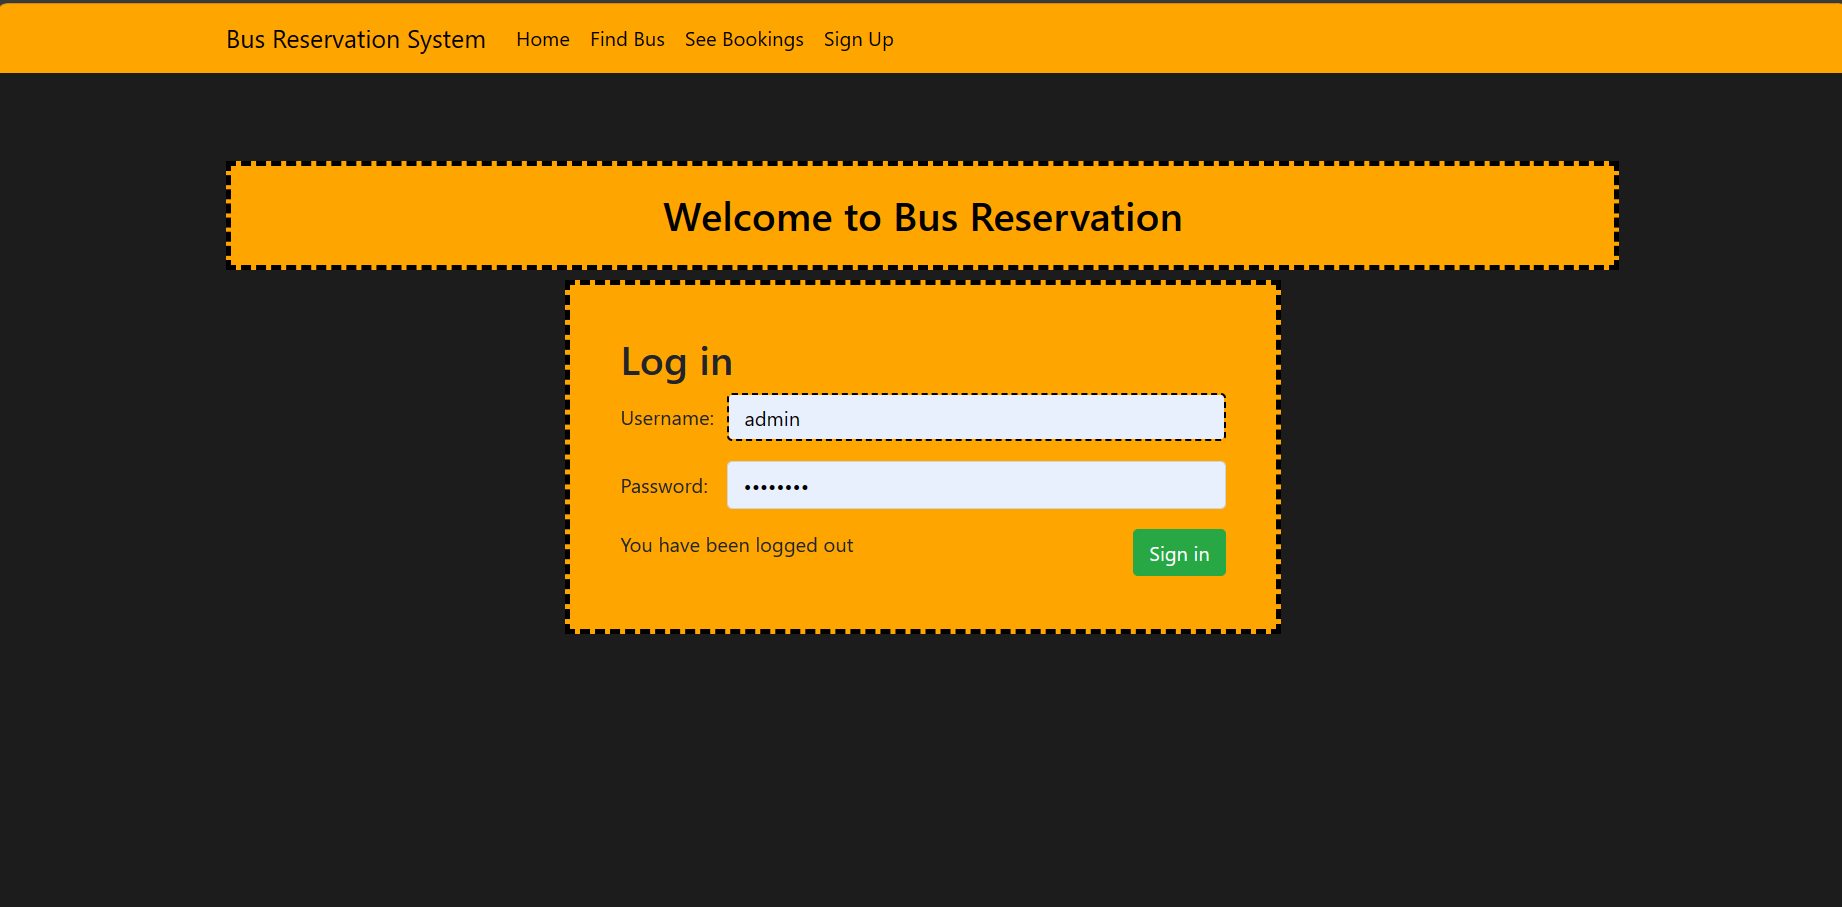 Bus Reservation System Home Find Bus See Bookings Sign Up
Welcome to Bus Reservation
Log in
Username: admin
Password: ••••••••
You have been logged out Sign in